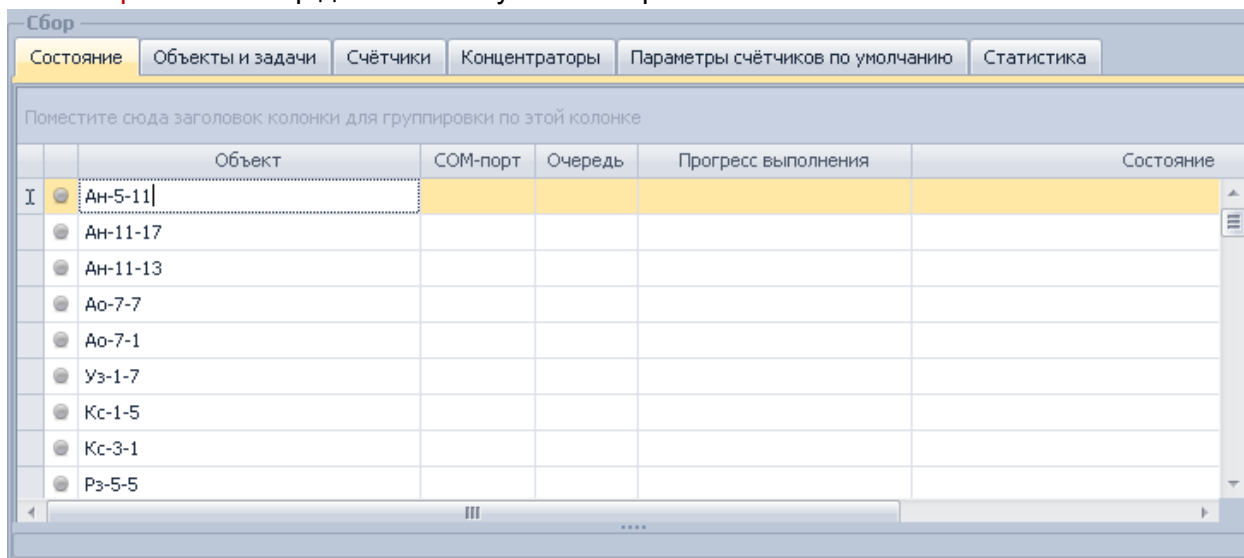 Сбор
Состояние Объекты и задачи Счётчики Концентраторы Параметры счётчиков по умолчанию Статистика
Поместите сюда заголовок колонки для группировки по этой колонке
Объект COM-порт Очередь Прогресс выполнения Состояние
Ан-5-11
Ан-11-17
Ан-11-13
Ао-7-7
Ао-7-1
Уз-1-7
Кс-1-5
Кс-3-1
Рз-5-5